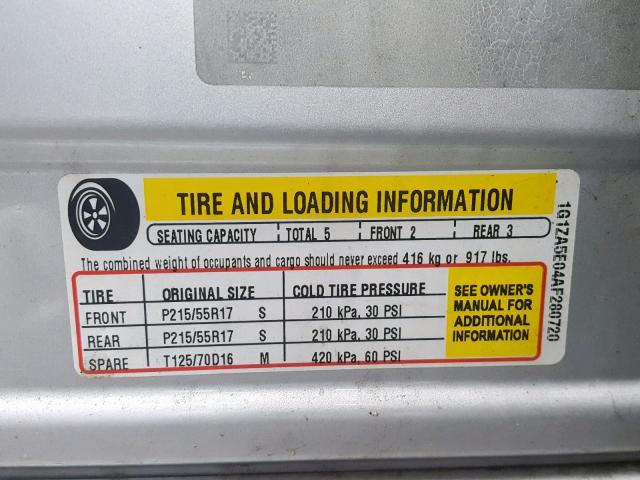 TIRE AND LOADING INFORMATION
SEATING CAPACITY TOTAL 5 FRONT 2 REAR 3
The combined weight of occupants and cargo should never exceed 416 kg or 917 lbs.
TIRE ORIGINAL SIZE COLD TIRE PRESSURE
FRONT P215/55R17 S 210 kPa, 30 PSI
REAR P215/55R17 S 210 kPa, 30 PSI
SPARE T125/70D16 M 420 kPa, 60 PSI
SEE OWNER'S
MANUAL FOR
ADDITIONAL
INFORMATION
1G1ZA5E04AF280720